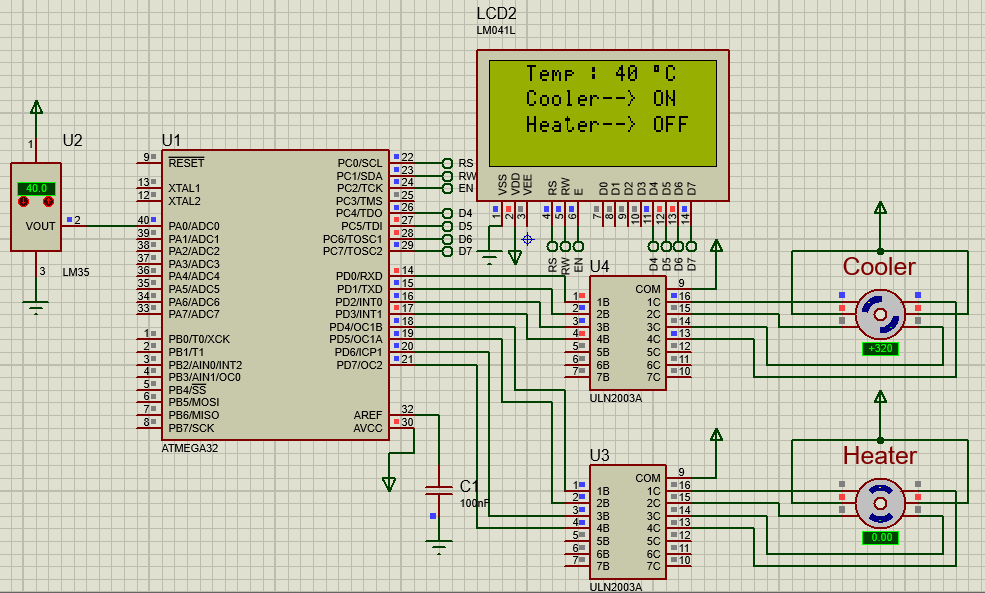 LCD2
LM041L
Temp : 40 °C
Cooler--> ON
Heater--> OFF
VSS VDD VEE RS RW E D0 D1 D2 D3 D4 D5 D6 D7
1 2 3 4 5 6 7 8 9 10 11 12 13 14
RS RW EN D4 D5 D6 D7
U2
1
40.0
VOUT
2
3
LM35
U1
9 RESET
13 XTAL1
12 XTAL2
40 PA0/ADC0
39 PA1/ADC1
38 PA2/ADC2
37 PA3/ADC3
36 PA4/ADC4
35 PA5/ADC5
34 PA6/ADC6
33 PA7/ADC7
1 PB0/T0/XCK
2 PB1/T1
3 PB2/AIN0/INT2
4 PB3/AIN1/OC0
5 PB4/SS
6 PB5/MOSI
7 PB6/MISO
8 PB7/SCK
PC0/SCL 22 RS
PC1/SDA 23 RW
PC2/TCK 24 EN
PC3/TMS 25
PC4/TDO 26 D4
PC5/TDI 27 D5
PC6/TOSC1 28 D6
PC7/TOSC2 29 D7
PD0/RXD 14
PD1/TXD 15
PD2/INT0 16
PD3/INT1 17
PD4/OC1B 18
PD5/OC1A 19
PD6/ICP1 20
PD7/OC2 21
AREF 32
AVCC 30
ATMEGA32
C1
100nF
U4
COM 9
1 1B 1C 16
2 2B 2C 15
3 3B 3C 14
4 4B 4C 13
5 5B 5C 12
6 6B 6C 11
7 7B 7C 10
ULN2003A
Cooler
+320
U3
COM 9
1 1B 1C 16
2 2B 2C 15
3 3B 3C 14
4 4B 4C 13
5 5B 5C 12
6 6B 6C 11
7 7B 7C 10
ULN2003A
Heater
0.00